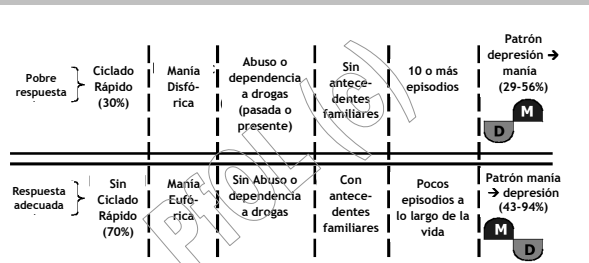 Pobre
respuesta
Ciclado
Rápido
(30%)
Manía
Disfó-
rica
Abuso o
dependencia
a drogas
(pasada o
presente)
Sin
antece-
dentes
familiares
10 o más
episodios
Patrón
depresión →
manía
(29-56%)
M
D
Respuesta
adecuada
Sin
Ciclado
Rápido
(70%)
Manía
Eufó-
rica
Sin Abuso o
dependencia
a drogas
Con
antece-
dentes
familiares
Pocos
episodios a
lo largo de la
vida
Patrón manía
→ depresión
(43-94%)
M
D